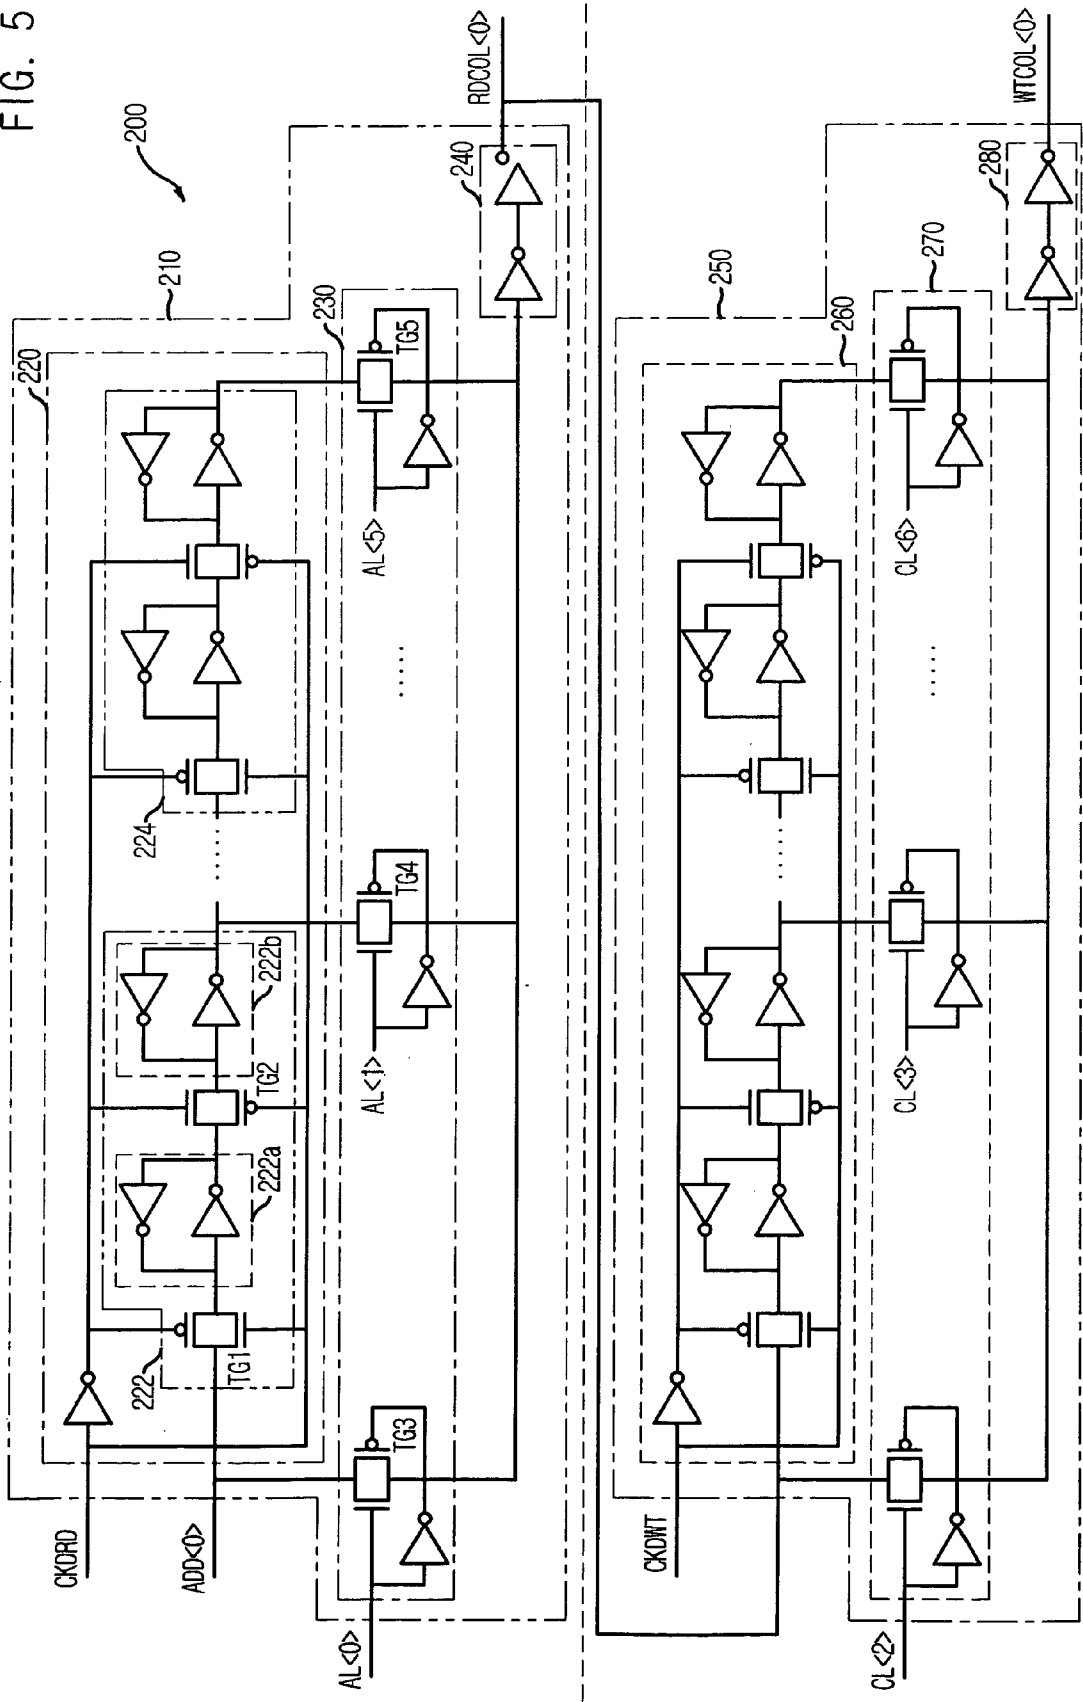 FIG. 5
200
210
220
CKDRD
ADD<0>
222
TG1
222a
TG2
222b
224
AL<0>
TG3
AL<1>
TG4
AL<5>
TG5
230
240
RDCOL<0>
250
260
CKDWT
CL<2>
CL<3>
CL<6>
270
280
WTCOL<0>
......
......
......
......